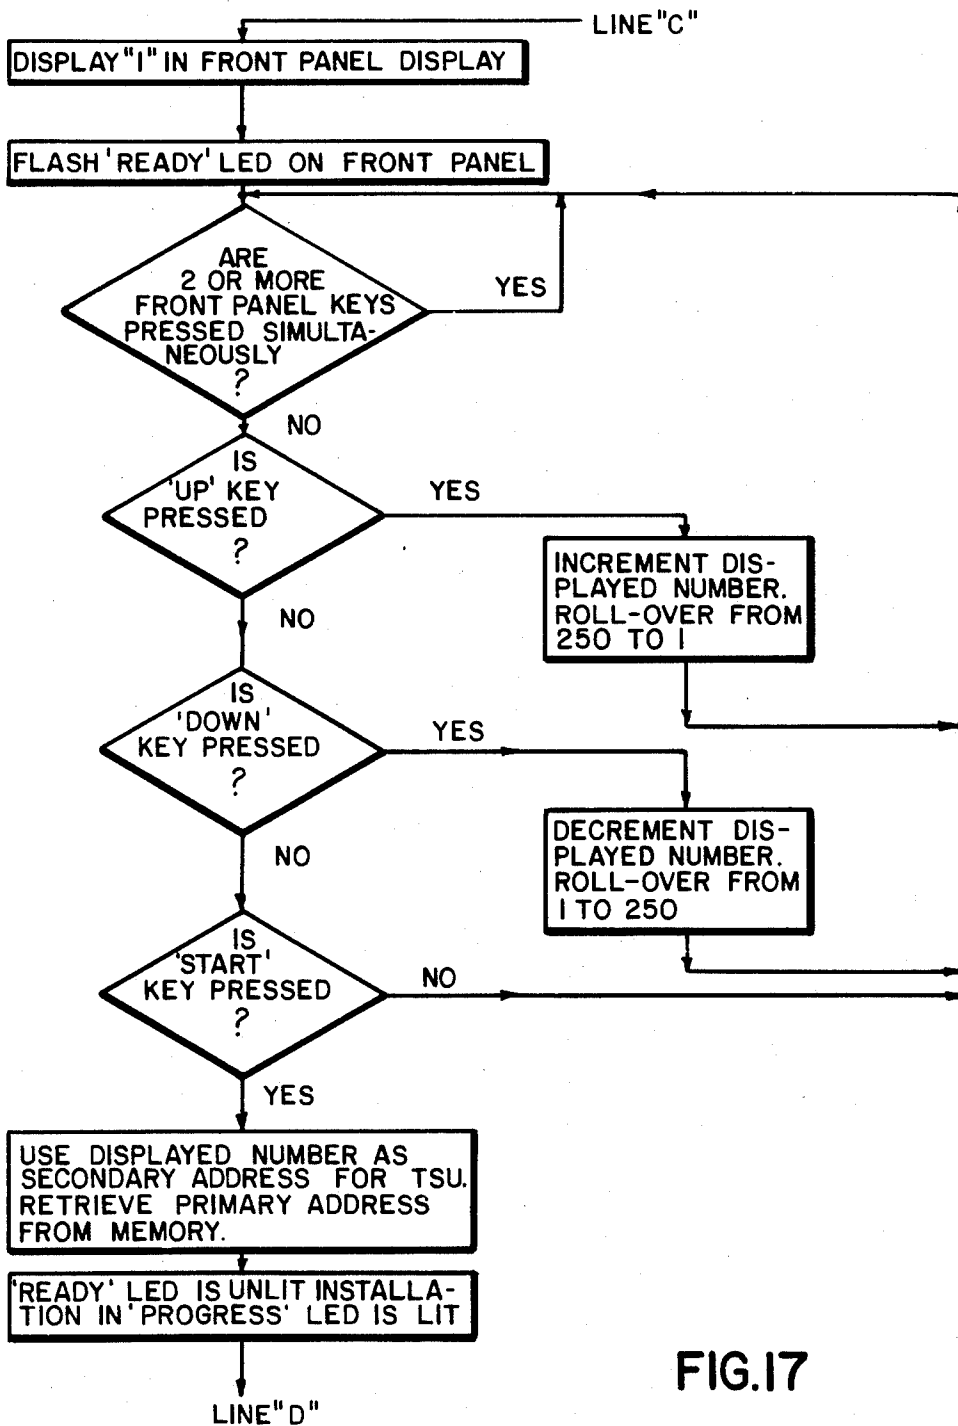 LINE"C"
DISPLAY"1"IN FRONT PANEL DISPLAY
FLASH'READY'LED ON FRONT PANEL
ARE
2 OR MORE
FRONT PANEL KEYS
PRESSED SIMULTA-
NEOUSLY
?
YES
NO
IS
'UP' KEY
PRESSED
?
YES
INCREMENT DIS-
PLAYED NUMBER.
ROLL-OVER FROM
250 TO 1
NO
IS
'DOWN'
KEY PRESSED
?
YES
DECREMENT DIS-
PLAYED NUMBER.
ROLL-OVER FROM
1 TO 250
NO
IS
'START'
KEY PRESSED
?
NO
YES
USE DISPLAYED NUMBER AS
SECONDARY ADDRESS FOR TSU.
RETRIEVE PRIMARY ADDRESS
FROM MEMORY.
'READY' LED IS UNLIT INSTALLA-
TION IN'PROGRESS' LED IS LIT
LINE"D"
FIG.17